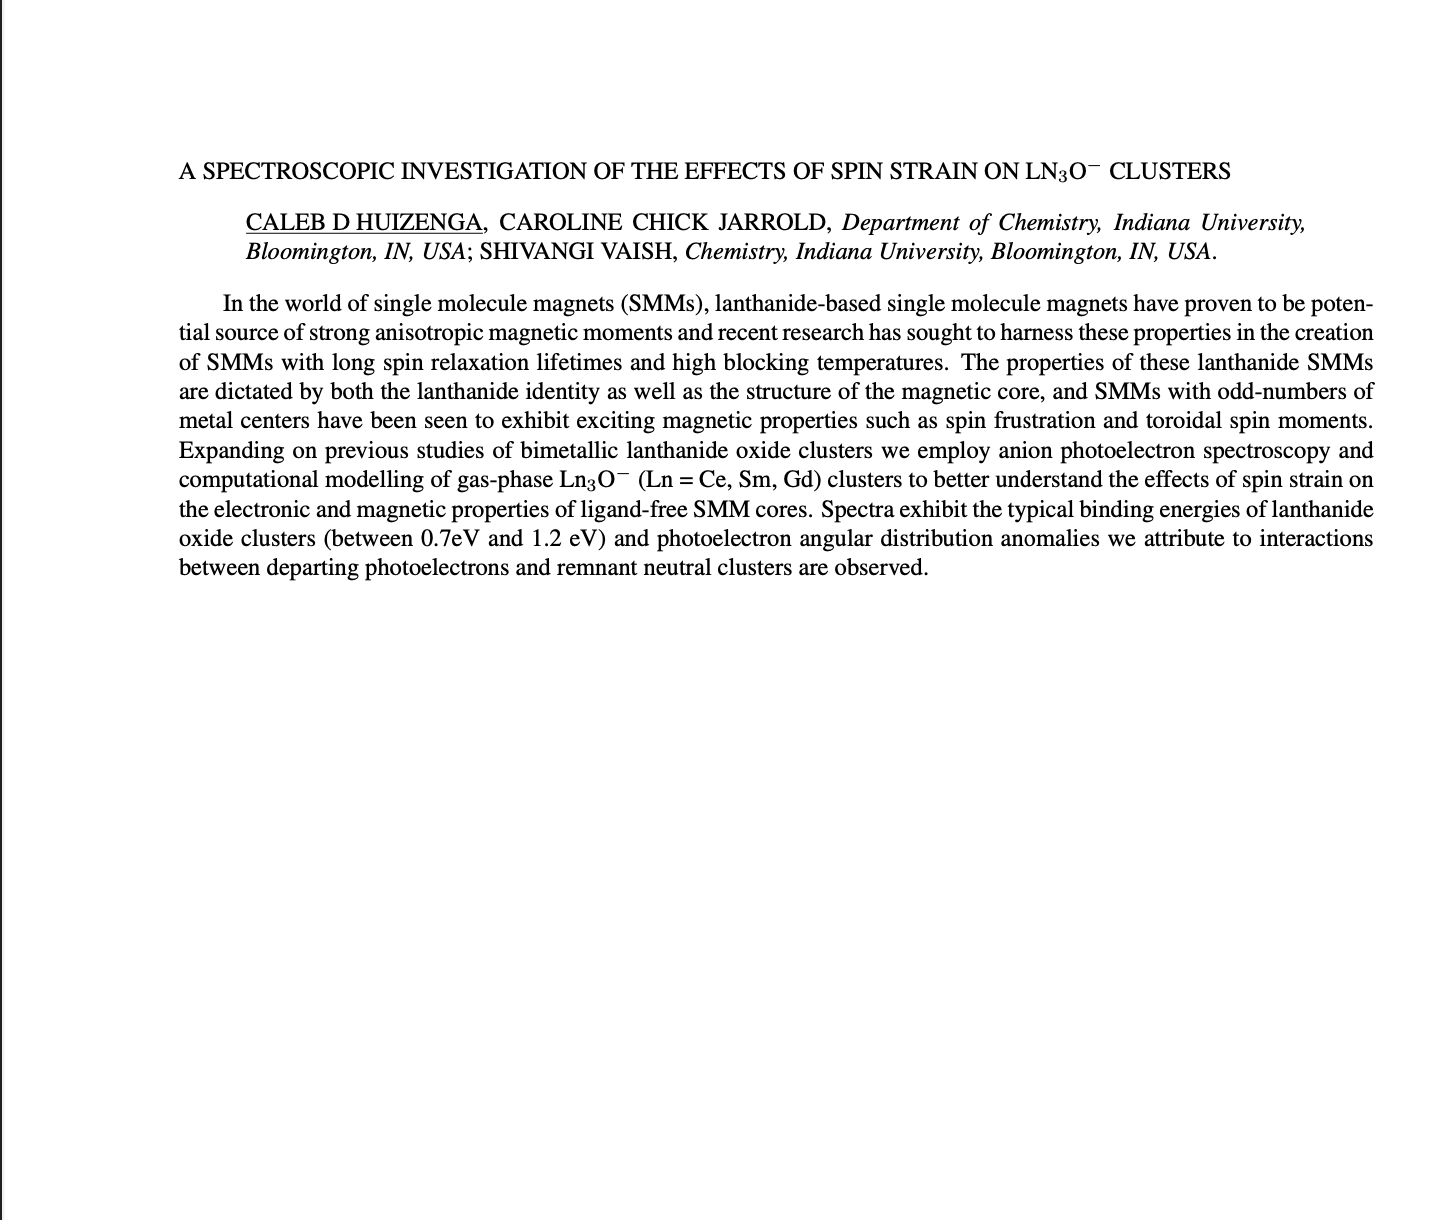 A SPECTROSCOPIC INVESTIGATION OF THE EFFECTS OF SPIN STRAIN ON LN₃O⁻ CLUSTERS
CALEB D HUIZENGA, CAROLINE CHICK JARROLD, Department of Chemistry, Indiana University,
Bloomington, IN, USA; SHIVANGI VAISH, Chemistry, Indiana University, Bloomington, IN, USA.
In the world of single molecule magnets (SMMs), lanthanide-based single molecule magnets have proven to be poten-
tial source of strong anisotropic magnetic moments and recent research has sought to harness these properties in the creation
of SMMs with long spin relaxation lifetimes and high blocking temperatures. The properties of these lanthanide SMMs
are dictated by both the lanthanide identity as well as the structure of the magnetic core, and SMMs with odd-numbers of
metal centers have been seen to exhibit exciting magnetic properties such as spin frustration and toroidal spin moments.
Expanding on previous studies of bimetallic lanthanide oxide clusters we employ anion photoelectron spectroscopy and
computational modelling of gas-phase Ln₃O⁻ (Ln = Ce, Sm, Gd) clusters to better understand the effects of spin strain on
the electronic and magnetic properties of ligand-free SMM cores. Spectra exhibit the typical binding energies of lanthanide
oxide clusters (between 0.7eV and 1.2 eV) and photoelectron angular distribution anomalies we attribute to interactions
between departing photoelectrons and remnant neutral clusters are observed.